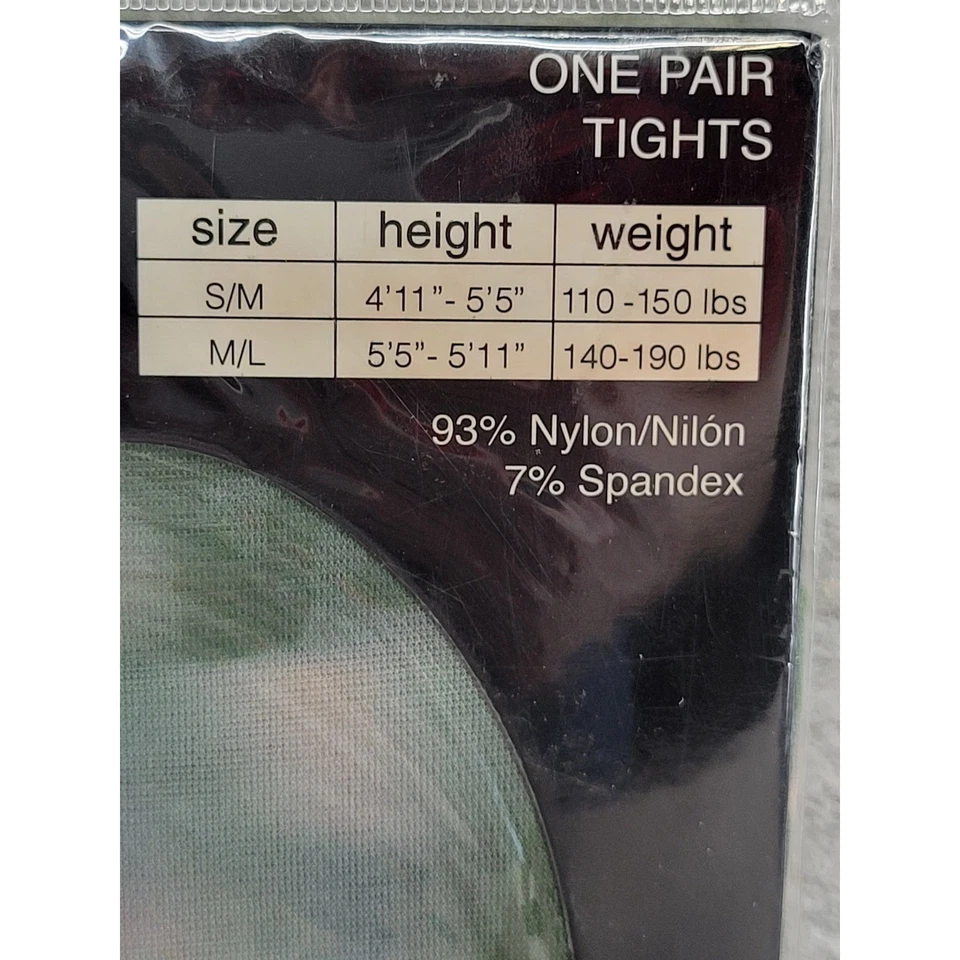 ONE PAIR
TIGHTS
size height weight
S/M 4'11"- 5'5" 110 -150 lbs
M/L 5'5"- 5'11" 140-190 lbs
93% Nylon/Nilón
7% Spandex